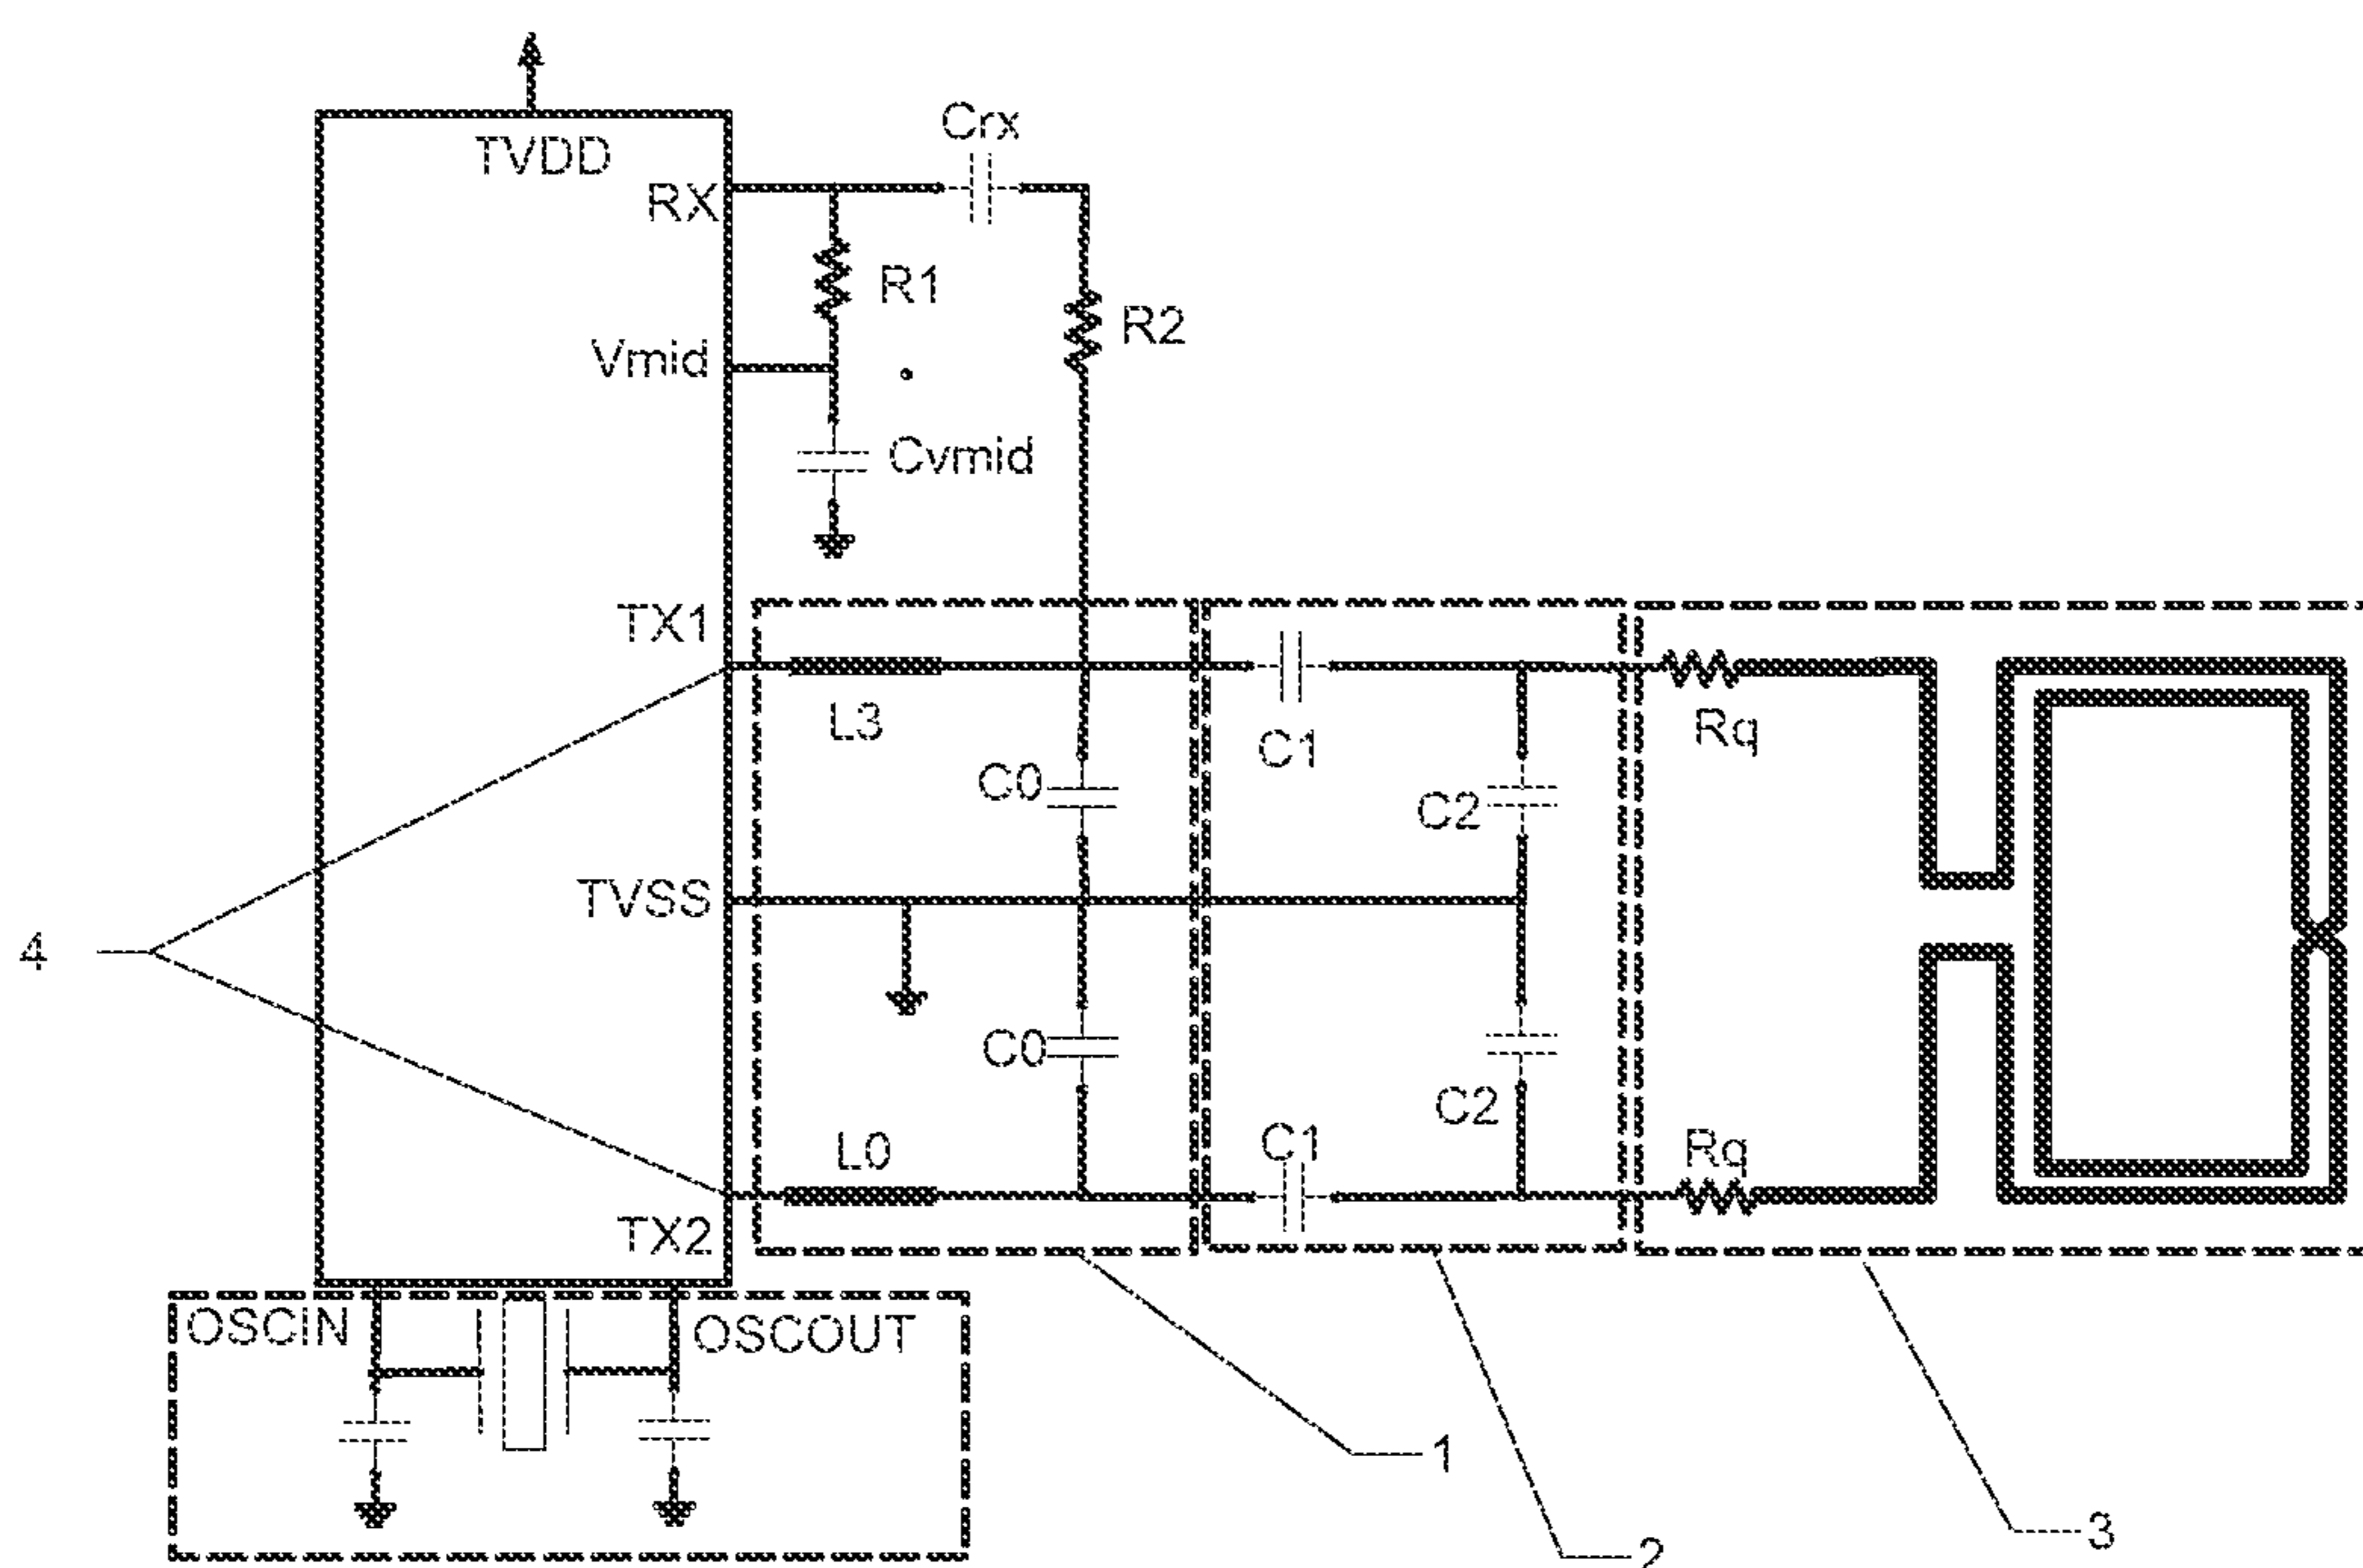 TVDD
Crx
RX
R1
R2
Vmid
Cvmid
TX1
L3
C1
Rq
C0
C2
TVSS
4
C0
C2
L0
C1
Rq
TX2
OSCIN
OSCOUT
1
3
2